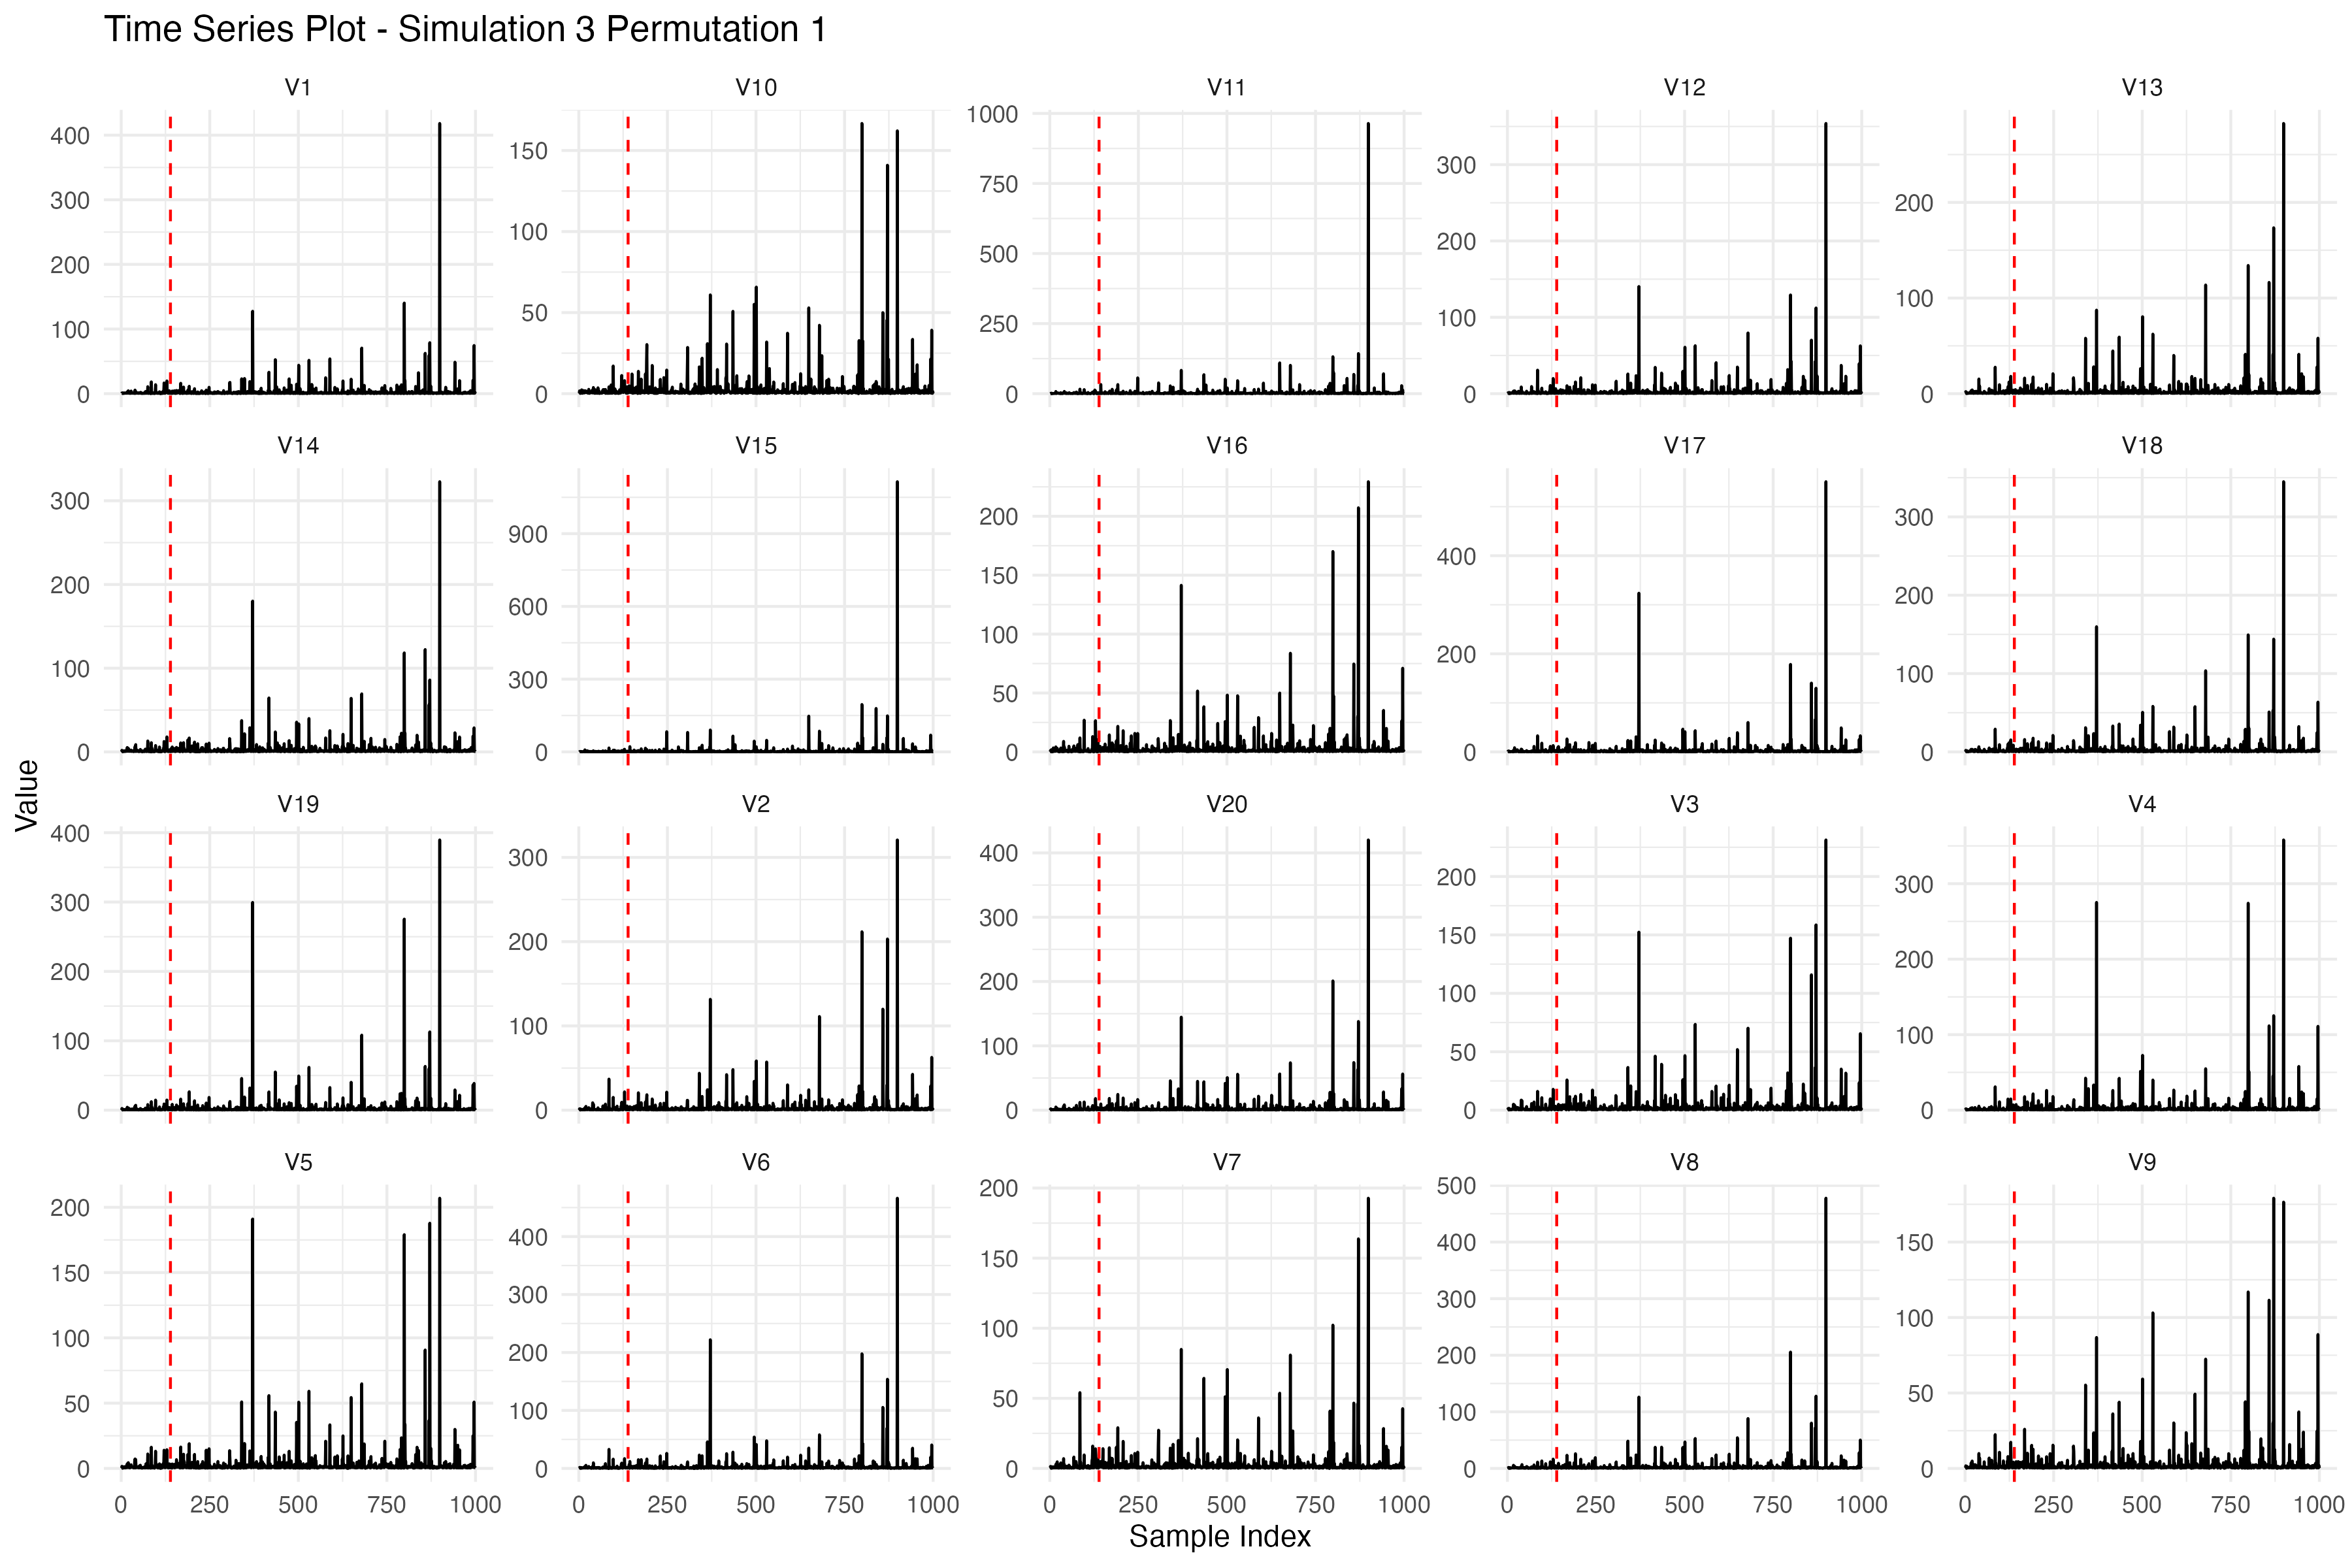 Time Series Plot - Simulation 3 Permutation 1
V1 V10 V11 V12 V13
400 300 200 100 0
150 100 50 0
1000 750 500 250 0
300 200 100 0
200 100 0
V14 V15 V16 V17 V18
300 200 100 0
900 600 300 0
200 150 100 50 0
400 200 0
300 200 100 0
Value
V19 V2 V20 V3 V4
400 300 200 100 0
300 200 100 0
400 300 200 100 0
200 150 100 50 0
300 200 100 0
V5 V6 V7 V8 V9
200 150 100 50 0
400 300 200 100 0
200 150 100 50 0
500 400 300 200 100 0
150 100 50 0
0 250 500 750 1000 0 250 500 750 1000 0 250 500 750 1000 0 250 500 750 1000 0 250 500 750 1000
Sample Index